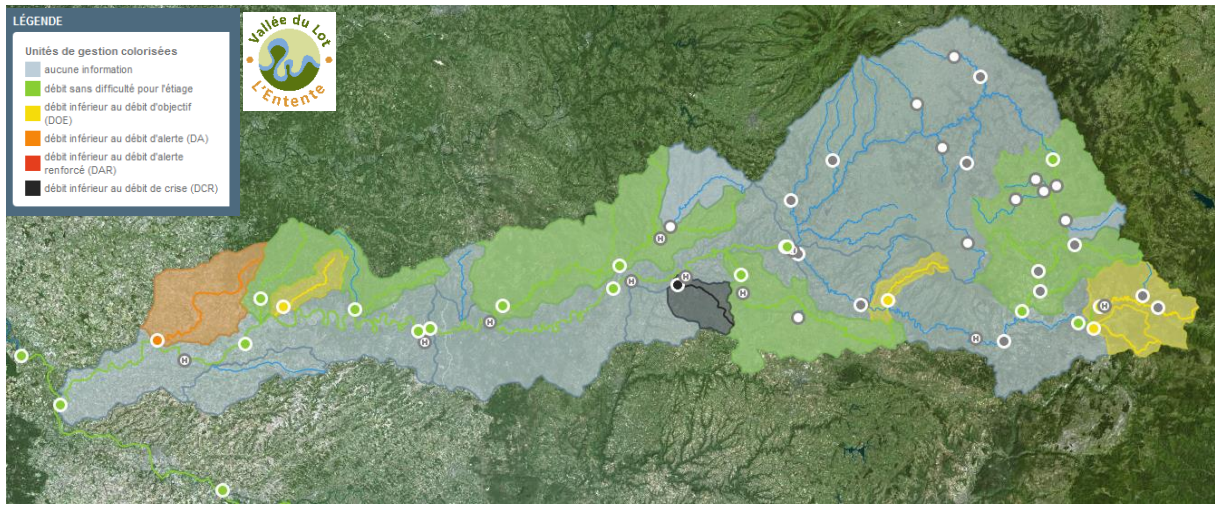 LÉGENDE
Unités de gestion colorisées
aucune information
débit sans difficulté pour l'étiage
débit inférieur au débit d'objectif
(DOE)
débit inférieur au débit d'alerte (DA)
débit inférieur au débit d'alerte
renforcé (DAR)
débit inférieur au débit de crise (DCR)
Vallée du Lot
L'Entente
H
H
H
H
H
H
H
H
H